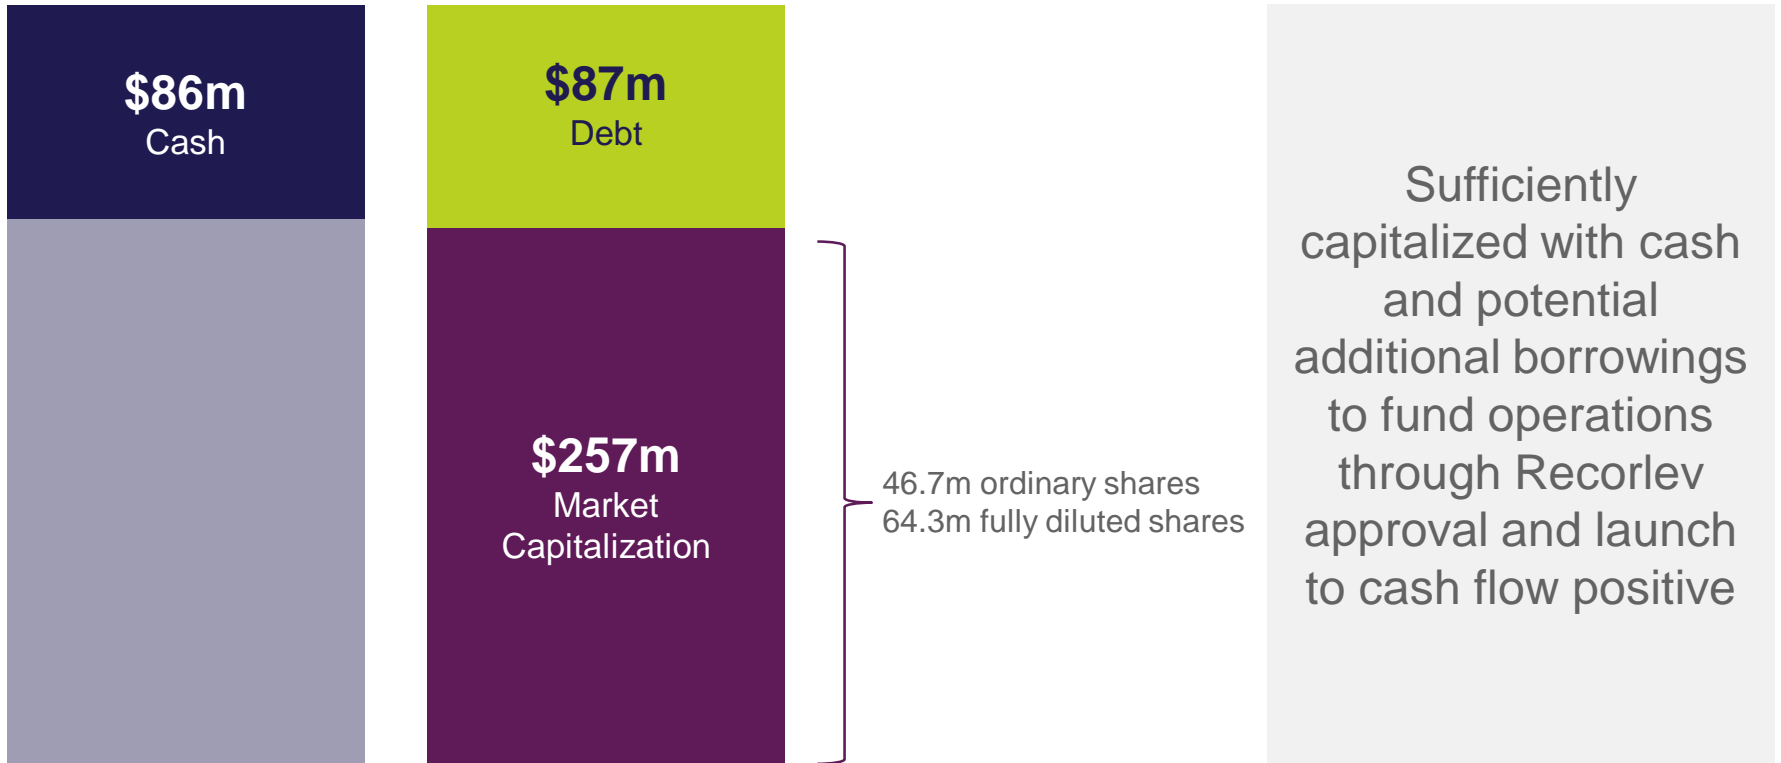 $86m
Cash
$87m
Debt
$257m
Market
Capitalization
46.7m ordinary shares
64.3m fully diluted shares
Sufficiently
capitalized with cash
and potential
additional borrowings
to fund operations
through Recorlev
approval and launch
to cash flow positive